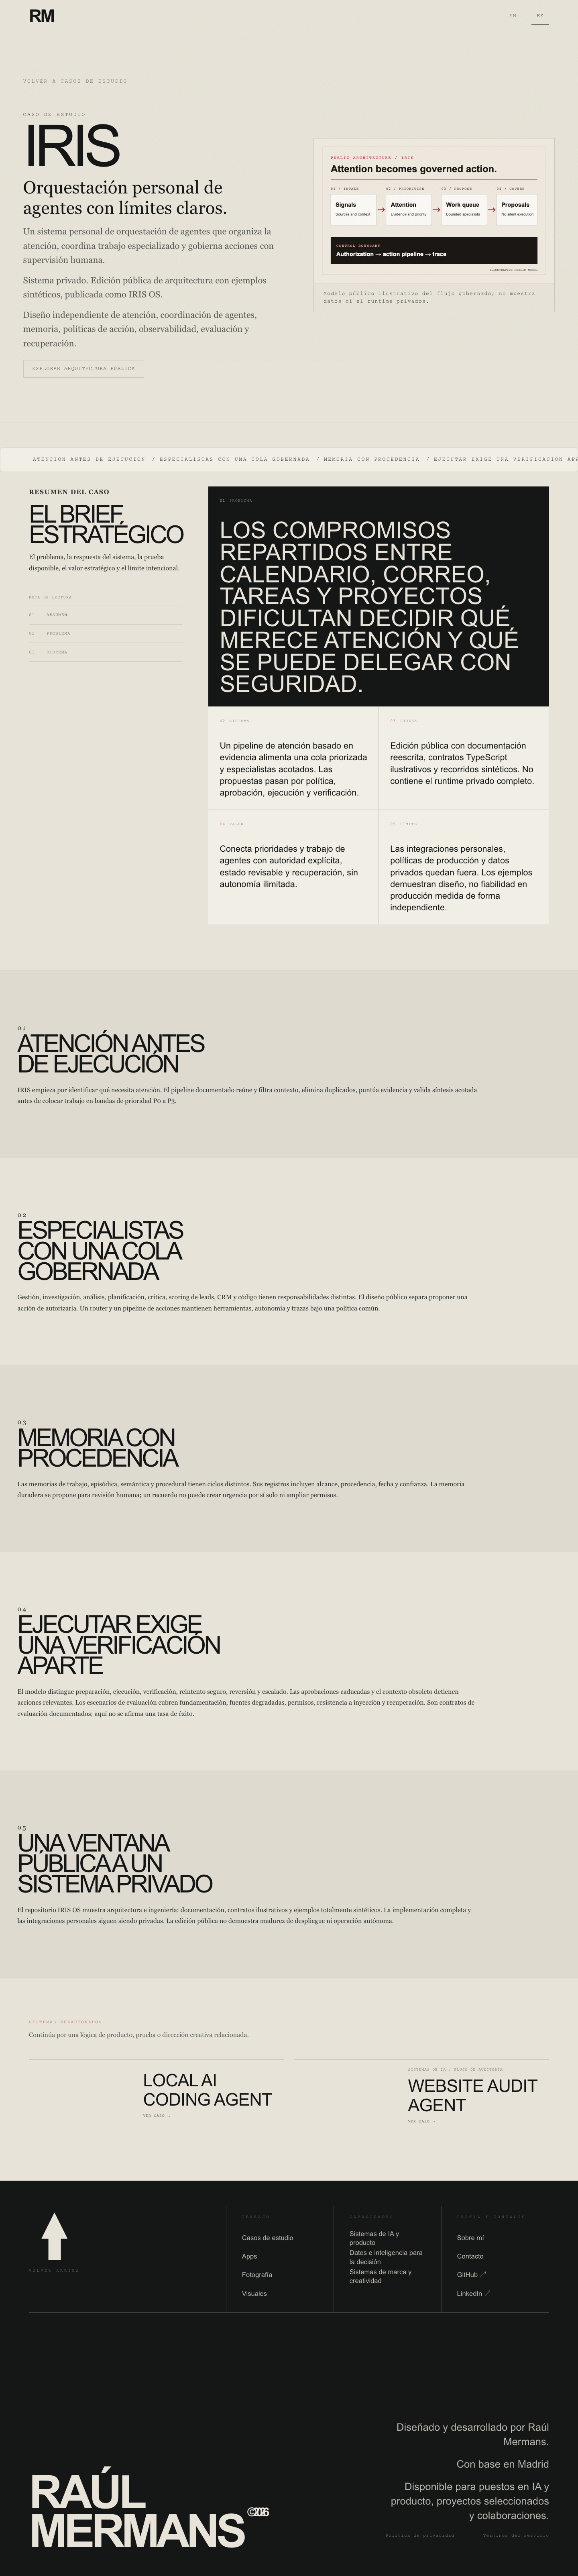 RM
EN
ES
VOLVER A CASOS DE ESTUDIO
CASO DE ESTUDIO
IRIS
Orquestación personal de
agentes con límites claros.
Un sistema personal de orquestación de agentes que organiza la
atención, coordina trabajo especializado y gobierna acciones con
supervisión humana.
Sistema privado. Edición pública de arquitectura con ejemplos
sintéticos, publicada como IRIS OS.
Diseño independiente de atención, coordinación de agentes,
memoria, políticas de acción, observabilidad, evaluación y
recuperación.
EXPLORAR ARQUITECTURA PÚBLICA
PUBLIC ARCHITECTURE / IRIS
Attention becomes governed action.
01 / INTAKE
02 / PRIORITIZE
03 / PROPOSE
04 / GOVERN
Signals
Sources and context
Attention
Evidence and priority
Work queue
Bounded specialists
Proposals
No silent execution
CONTROL BOUNDARY
Authorization → action pipeline → trace
ILLUSTRATIVE PUBLIC MODEL
Modelo público ilustrativo del flujo gobernado; no muestra
datos ni el runtime privados.
ATENCIÓN ANTES DE EJECUCIÓN / ESPECIALISTAS CON UNA COLA GOBERNADA / MEMORIA CON PROCEDENCIA / EJECUTAR EXIGE UNA VERIFICACIÓN APA
RESUMEN DEL CASO
EL BRIEF
ESTRATÉGICO
El problema, la respuesta del sistema, la prueba
disponible, el valor estratégico y el límite intencional.
RUTA DE LECTURA
01 RESUMEN
02 PROBLEMA
03 SISTEMA
01 PROBLEMA
LOS COMPROMISOS
REPARTIDOS ENTRE
CALENDARIO, CORREO,
TAREAS Y PROYECTOS
DIFICULTAN DECIDIR QUÉ
MERECE ATENCIÓN Y QUÉ
SE PUEDE DELEGAR CON
SEGURIDAD.
02 SISTEMA
Un pipeline de atención basado en
evidencia alimenta una cola priorizada
y especialistas acotados. Las
propuestas pasan por política,
aprobación, ejecución y verificación.
03 PRUEBA
Edición pública con documentación
reescrita, contratos TypeScript
ilustrativos y recorridos sintéticos. No
contiene el runtime privado completo.
04 VALOR
Conecta prioridades y trabajo de
agentes con autoridad explícita,
estado revisable y recuperación, sin
autonomía ilimitada.
05 LÍMITE
Las integraciones personales,
políticas de producción y datos
privados quedan fuera. Los ejemplos
demuestran diseño, no fiabilidad en
producción medida de forma
independiente.
01
ATENCIÓN ANTES
DE EJECUCIÓN
IRIS empieza por identificar qué necesita atención. El pipeline documentado reúne y filtra contexto, elimina duplicados, puntúa evidencia y valida síntesis acotada
antes de colocar trabajo en bandas de prioridad P0 a P3.
02
ESPECIALISTAS
CON UNA COLA
GOBERNADA
Gestión, investigación, análisis, planificación, crítica, scoring de leads, CRM y código tienen responsabilidades distintas. El diseño público separa proponer una
acción de autorizarla. Un router y un pipeline de acciones mantienen herramientas, autonomía y trazas bajo una política común.
03
MEMORIA CON
PROCEDENCIA
Las memorias de trabajo, episódica, semántica y procedural tienen ciclos distintos. Sus registros incluyen alcance, procedencia, fecha y confianza. La memoria
duradera se propone para revisión humana; un recuerdo no puede crear urgencia por sí solo ni ampliar permisos.
04
EJECUTAR EXIGE
UNA VERIFICACIÓN
APARTE
El modelo distingue preparación, ejecución, verificación, reintento seguro, reversión y escalado. Las aprobaciones caducadas y el contexto obsoleto detienen
acciones relevantes. Los escenarios de evaluación cubren fundamentación, fuentes degradadas, permisos, resistencia a inyección y recuperación. Son contratos de
evaluación documentados; aquí no se afirma una tasa de éxito.
05
UNA VENTANA
PÚBLICA A UN
SISTEMA PRIVADO
El repositorio IRIS OS muestra arquitectura e ingeniería: documentación, contratos ilustrativos y ejemplos totalmente sintéticos. La implementación completa y
las integraciones personales siguen siendo privadas. La edición pública no demuestra madurez de despliegue ni operación autónoma.
SISTEMAS RELACIONADOS
Continúa por una lógica de producto, prueba o dirección creativa relacionada.
LOCAL AI
CODING AGENT
VER CASO →
SISTEMAS DE IA / FLUJO DE AUDITORÍA
WEBSITE AUDIT
AGENT
VER CASO →
VOLVER ARRIBA
TRABAJO
Casos de estudio
Apps
Fotografía
Visuales
CAPACIDADES
Sistemas de IA y
producto
Datos e inteligencia para
la decisión
Sistemas de marca y
creatividad
PERFIL Y CONTACTO
Sobre mí
Contacto
GitHub ↗
LinkedIn ↗
Diseñado y desarrollado por Raúl
Mermans.
Con base en Madrid
Disponible para puestos en IA y
producto, proyectos seleccionados
y colaboraciones.
RAÚL
MERMANS
©2026
Política de privacidad
Términos del servicio